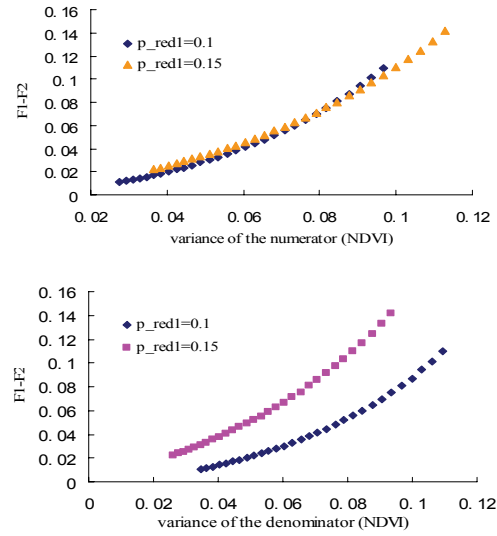 0. 16
0. 14
0. 12
0. 1
0. 08
0. 06
0. 04
0. 02
0
F1-F2
p_red1=0.1
p_red1=0.15
0. 02 0. 04 0. 06 0. 08 0. 1 0. 12
variance of the numerator (NDVI)
0. 16
0. 14
0. 12
0. 1
0. 08
0. 06
0. 04
0. 02
0
F1-F2
p_red1=0.1
p_red1=0.15
0 0. 02 0. 04 0. 06 0. 08 0. 1 0. 12
variance of the denominator (NDVI)